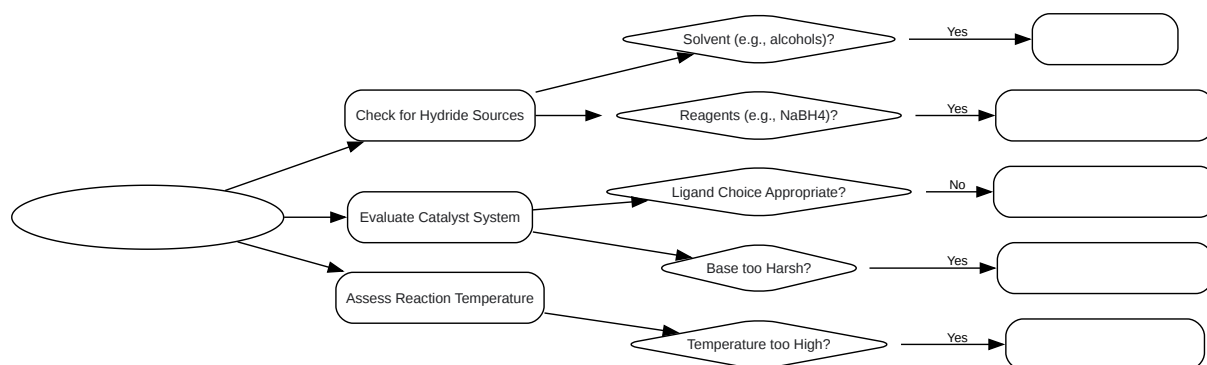 Solvent (e.g., alcohols)?
Yes
Check for Hydride Sources
Reagents (e.g., NaBH4)?
Yes
Ligand Choice Appropriate?
No
Evaluate Catalyst System
Base too Harsh?
Yes
Assess Reaction Temperature
Temperature too High?
Yes